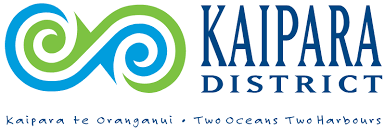 KAIPARA
DISTRICT
Kaipara te Oranganui • Two Oceans Two Harbours